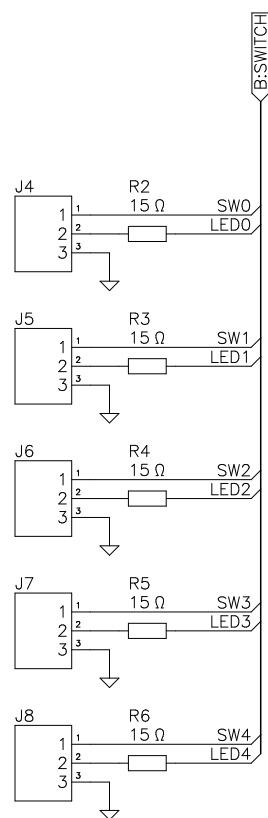 B:SWITCH
J4 R2
1 1 15 Ω SW0
2 2 LED0
3 3
J5 R3
1 1 15 Ω SW1
2 2 LED1
3 3
J6 R4
1 1 15 Ω SW2
2 2 LED2
3 3
J7 R5
1 1 15 Ω SW3
2 2 LED3
3 3
J8 R6
1 1 15 Ω SW4
2 2 LED4
3 3